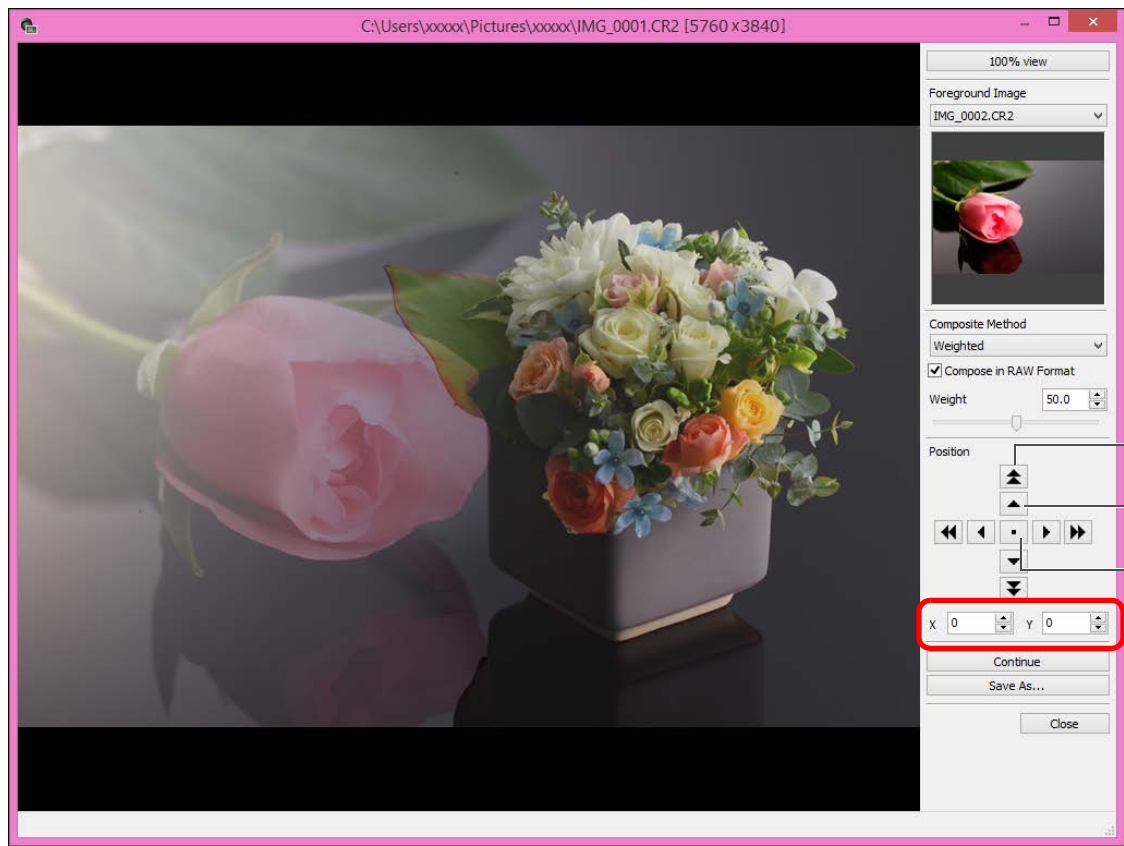 C:\Users\xxxxx\Pictures\xxxxx\IMG_0001.CR2 [5760 x 3840]
100% view
Foreground Image
IMG_0002.CR2
Composite Method
Weighted
Compose in RAW Format
Weight 50.0
Position
X 0 Y 0
Continue
Save As...
Close